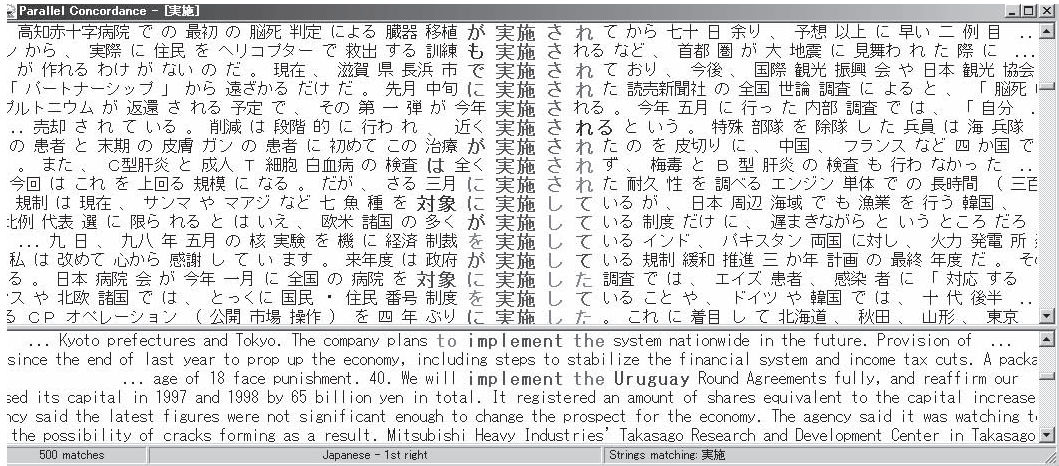 Parallel Concordance - [実施]
高知赤十字病院 で の 最初 の 脳死 判定 に よる 臓器 移植 が 実施 さ れ て から 七十 日 余り 、 予想 以上 に 早い 二 例 目 ...
ノ から 、 実際 に 住民 を ヘリコプター で 救出 する 訓練 も 実施 さ れる など 、 首都 圏 が 大 地震 に 見舞わ れ た 際 に ...
が 作れる わけ が ない の だ 。 現在 、 滋賀 県 長浜 市 で 実施 さ れ て おり 、 今後 、 国際 観光 振興 会 や 日本 観光 協会
「 パートナーシップ 」 から 遠ざかる だけ だ 。 先月 中旬 に 実施 さ れ た 読売新聞社 の 全国 世論 調査 に よる と 、 「 脳死
プルトニウム が 返還 さ れる 予定 で 、 その 第 一 弾 が 今年 実施 さ れる 。 今年 五月 に 行っ た 内部 調査 で は 、 「 自分 .
... 売却 さ れ て いる 。 削減 は 段階 的 に 行わ れ 、 近く 実施 さ れる と いう 。 特殊 部隊 を 除隊 し た 兵員 は 海 兵隊
の 患者 と 末期 の 皮膚 ガン の 患者 に 初めて この 治療 が 実施 さ れ た の を 皮切り に 、 中国 、 フランス など 四 か国 で
。 また 、 C型肝炎 と 成人 T 細胞 白血病 の 検査 は 全く 実施 さ れ ず 、 梅毒 と B 型 肝炎 の 検査 も 行わ なかっ た ...
今回 は これ を 上回る 規模 に なる 。 だが 、 さる 三月 に 実施 さ れ た 耐久 性 を 調べる エンジン 単体 で の 長時間 （ 三百
規制 は 現在 、 サンマ や マアジ など 七 魚 種 を 対象 に 実施 し て いる が 、 日本 周辺 海域 で も 漁業 を 行う 韓国 、
比例 代表 選 に 限ら れる と は いえ 、 欧米 諸国 の 多く が 実施 し て いる 制度 だけ に 、 遅まきながら と いう ところ だろ
... 九 日 、 九八 年 五月 の 核 実験 を 機 に 経済 制裁 を 実施 し て いる インド 、 パキスタン 両国 に対し 、 火力 発電 所
私 は 改めて 心から 感謝 し て い ます 。 来年度 は 政府 が 実施 し て いる 規制 緩和 推進 三 か年 計画 の 最終 年度 だ 。 その
る 。 日本 病院 会 が 今年 一月 に 全国 の 病院 を 対象 に 実施 し た 調査 で は 、 エイズ 患者 、 感染 者 に 「 対応 する
スや 北欧 諸国 で は 、 とっくに 国民 ・ 住民 番号 制度 を 実施 し て いる こと や 、 ドイツ や 韓国 で は 、 十 代 後半 ...
る CP オペレーション （ 公開 市場 操作 ） を 四 年 ぶり に 実施 し た 。 これ に 着目 し て 北海道 、 秋田 、 山形 、 東京
... Kyoto prefectures and Tokyo. The company plans to implement the system nationwide in the future. Provision of ...
since the end of last year to prop up the economy, including steps to stabilize the financial system and income tax cuts. A packa
... age of 18 face punishment. 40. We will implement the Uruguay Round Agreements fully, and reaffirm our
sed its capital in 1997 and 1998 by 65 billion yen in total. It registered an amount of shares equivalent to the capital increase
ncy said the latest figures were not significant enough to change the prospect for the economy. The agency said it was watching t
the possibility of cracks forming as a result. Mitsubishi Heavy Industries' Takasago Research and Development Center in Takasago
500 matches
Japanese - 1st right
Strings matching: 実施